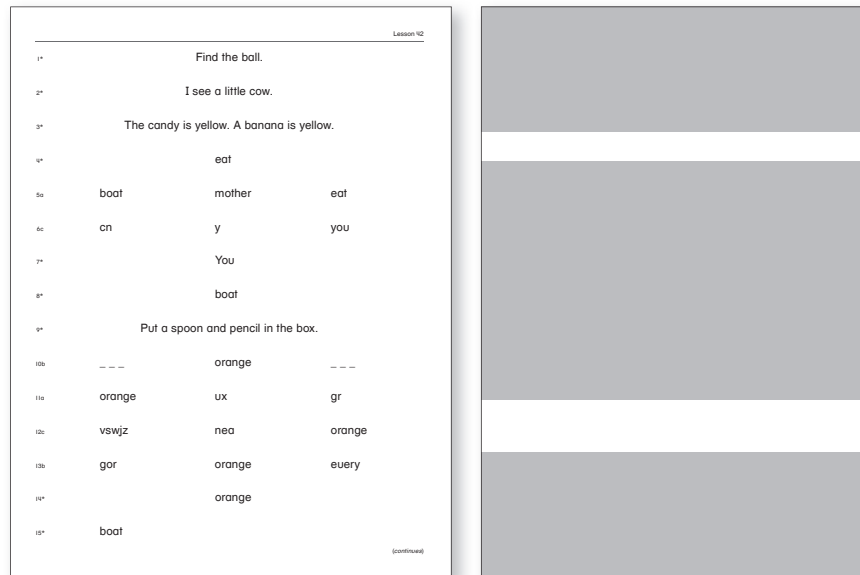 Lesson 42
1* Find the ball.
2* I see a little cow.
3* The candy is yellow. A banana is yellow.
4* eat
5a boat mother eat
6c cn y you
7* You
8* boat
9* Put a spoon and pencil in the box.
10b _ _ _ orange _ _ _
11a orange ux gr
12c vswjz nea orange
13b gor orange euery
14* orange
15* boat
(continues)